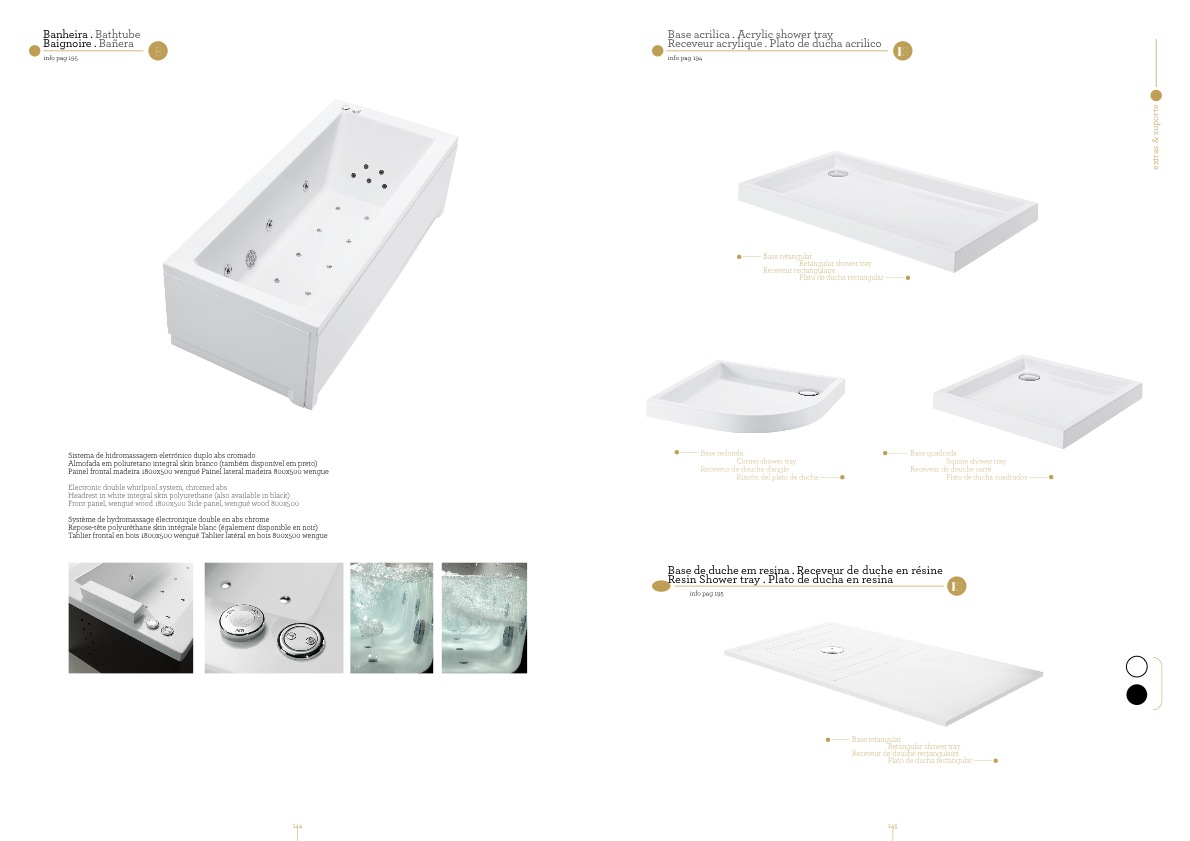 Banheira . Bathtube
Baignoire . Bañera
B
info pag 195
Sistema de hidromassagem eletrónico duplo abs cromado
Almofada em poliuretano integral skin branco (também disponível em preto)
Painel frontal madeira 1800x500 wengué Painel lateral madeira 800x500 wengué
Electronic double whirlpool system, chromed abs
Headrest in white integral skin polyurethane (also available in black)
Front panel, wengué wood 1800x500 Side panel, wengué wood 800x500
Système de hydromassage électronique double en abs chrome
Repose-tête polyuréthane skin intégrale blanc (également disponible en noir)
Tablier frontal en bois 1800x500 wengué Tablier latéral en bois 800x500 wengue
144
Base acrilica . Acrylic shower tray
Receveur acrylique . Plato de ducha acrilico
info pag 194
extras & suporte
Base retangular
Retangular shower tray
Receveur rectangulaire
Plato de ducha rectangular
Base redonda
Corner shower tray
Receveur de douche d'angle
Rincón del plato de ducha
Base quadrada
Square shower tray
Receveur de douche carré
Plato de ducha cuadrados
Base de duche em resina . Receveur de duche en résine
Resin Shower tray . Plato de ducha en resina
info pag 195
Base retangular
Retangular shower tray
Receveur de douche rectangulaire
Plato de ducha rectangular
145